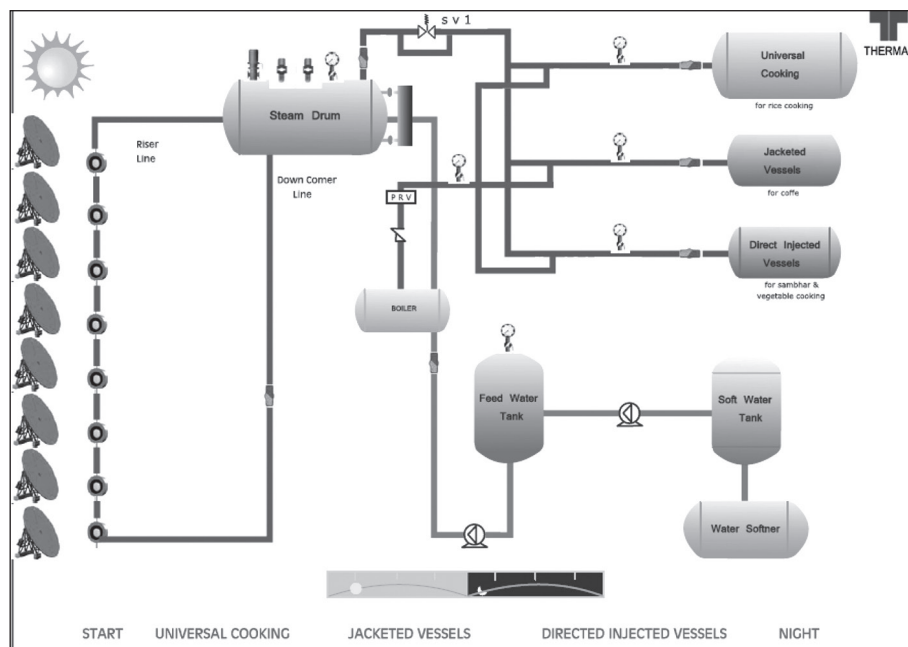 s v 1
THERMA
Universal
Cooking
for rice cooking
Steam Drum
Riser
Line
Down Comer
Line
Jacketed
Vessels
for coffe
P R V
Direct Injected
Vessels
for sambhar &
vegetable cooking
BOILER
Feed Water
Tank
Soft Water
Tank
Water Softner
START
UNIVERSAL COOKING
JACKETED VESSELS
DIRECTED INJECTED VESSELS
NIGHT